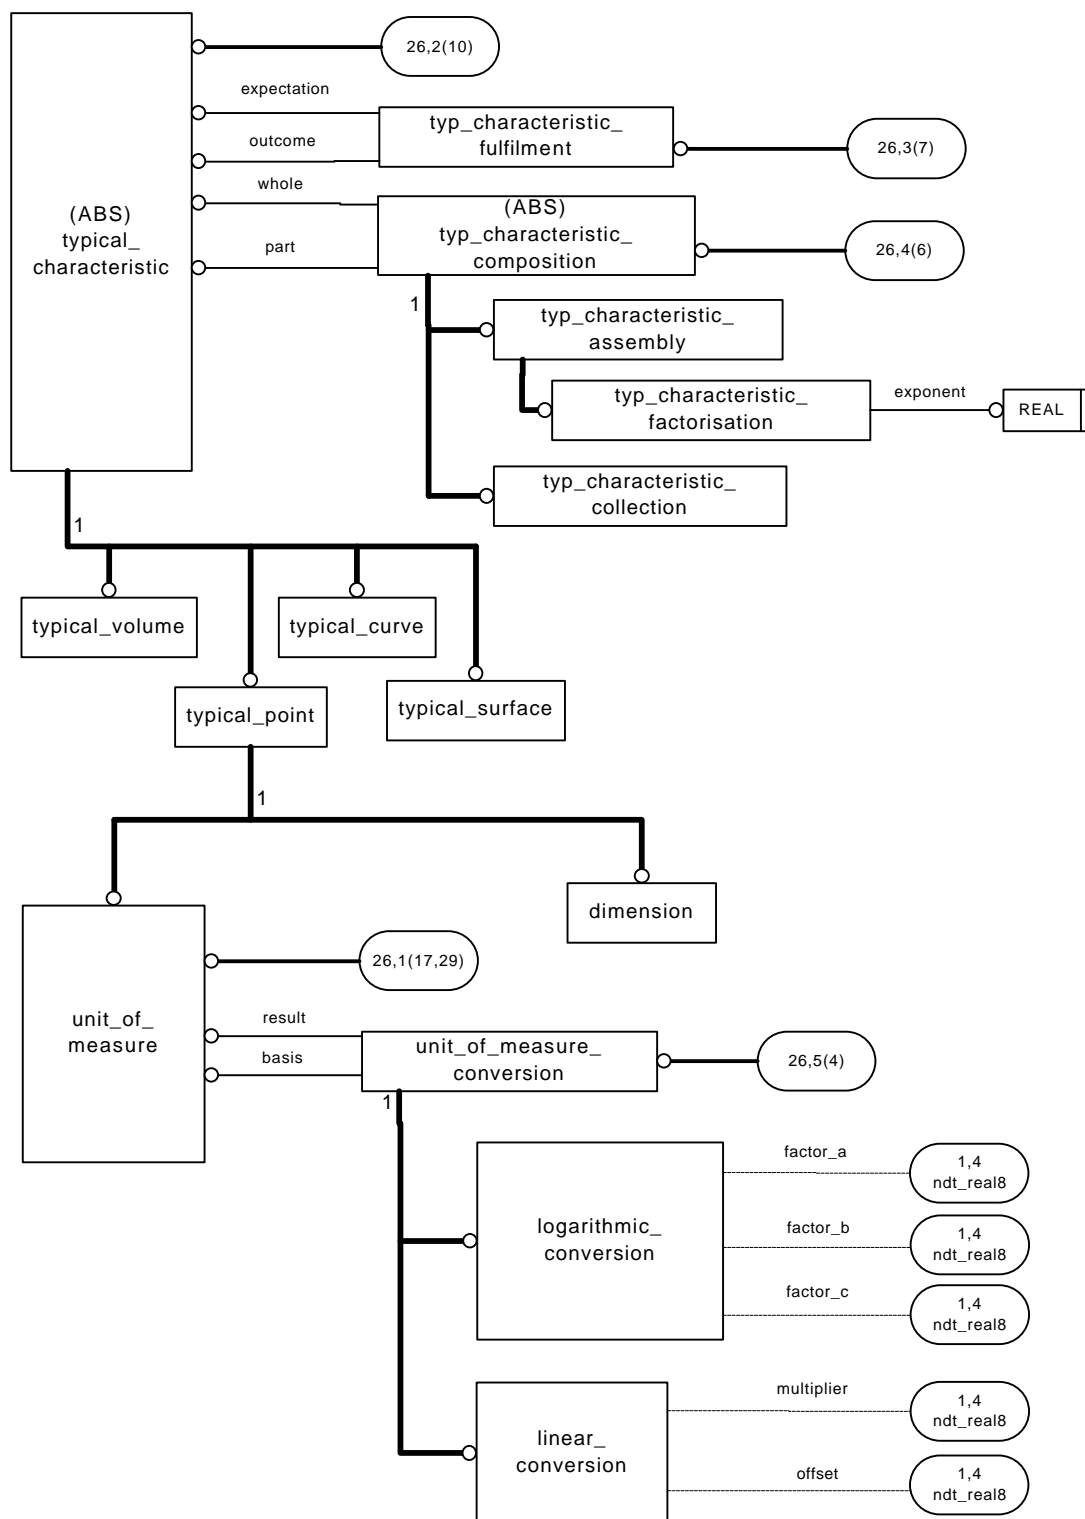 26,2(10)
expectation
typ_characteristic_
fulfilment
outcome
26,3(7)
whole
(ABS)
typical_
characteristic
(ABS)
typ_characteristic_
composition
part
26,4(6)
1
typ_characteristic_
assembly
typ_characteristic_
factorisation
exponent
REAL
typ_characteristic_
collection
1
typical_volume
typical_curve
typical_point
typical_surface
1
dimension
26,1(17,29)
unit_of_
measure
result
basis
unit_of_measure_
conversion
26,5(4)
1
logarithmic_
conversion
factor_a
1,4
ndt_real8
factor_b
1,4
ndt_real8
factor_c
1,4
ndt_real8
linear_
conversion
multiplier
1,4
ndt_real8
offset
1,4
ndt_real8